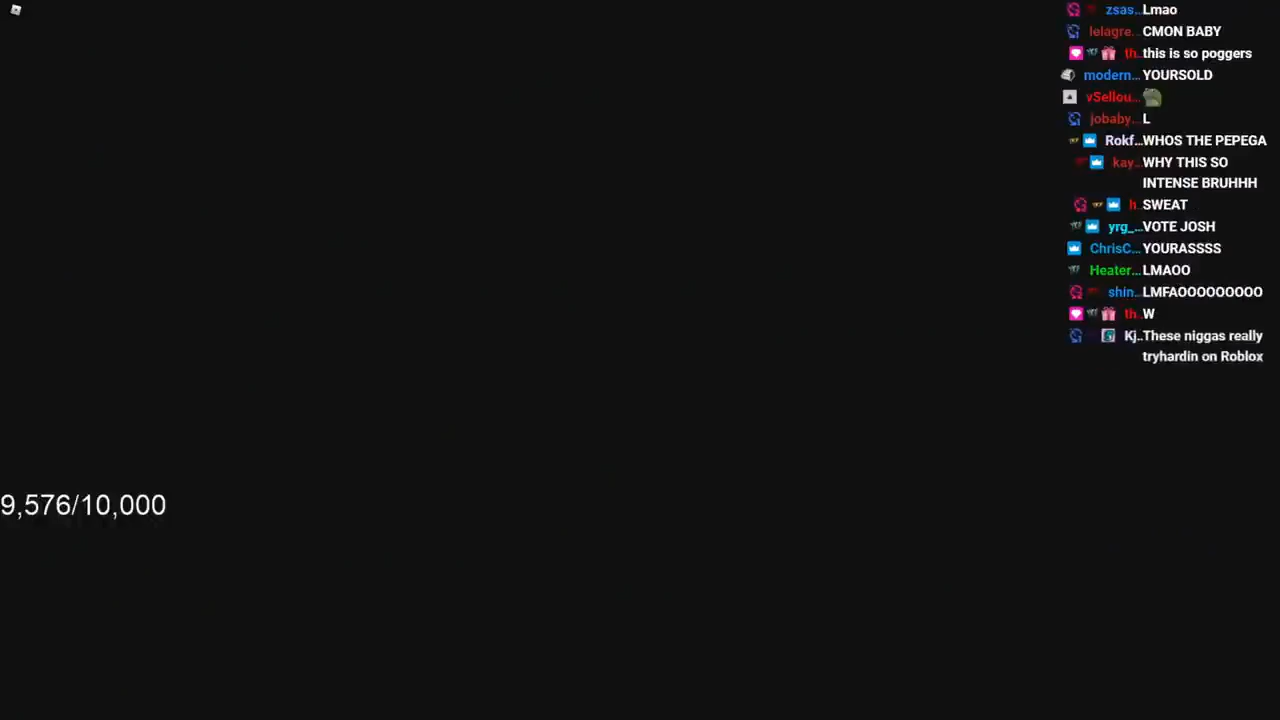 zsas... Lmao
lelagre... CMON BABY
th... this is so poggers
modern... YOURSOLD
vSellou...
jobaby... L
Rokf... WHOS THE PEPEGA
kay... WHY THIS SO
INTENSE BRUHHH
h... SWEAT
yrg_... VOTE JOSH
ChrisC... YOURASSSS
Heater... LMAOO
shin... LMFAOOOOOOOOO
th... W
Kj... These niggas really
tryhardin on Roblox
9,576/10,000